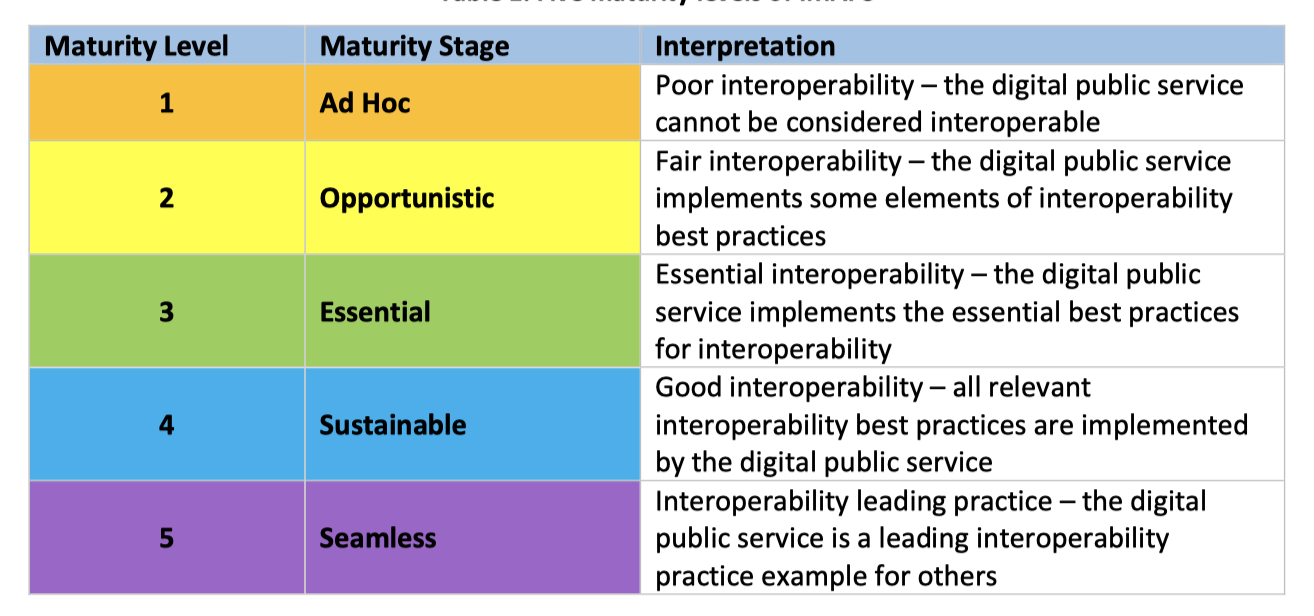 Maturity Level Maturity Stage Interpretation
1 Ad Hoc Poor interoperability – the digital public service
cannot be considered interoperable
2 Opportunistic Fair interoperability – the digital public service
implements some elements of interoperability
best practices
3 Essential Essential interoperability – the digital public
service implements the essential best practices
for interoperability
4 Sustainable Good interoperability – all relevant
interoperability best practices are implemented
by the digital public service
5 Seamless Interoperability leading practice – the digital
public service is a leading interoperability
practice example for others